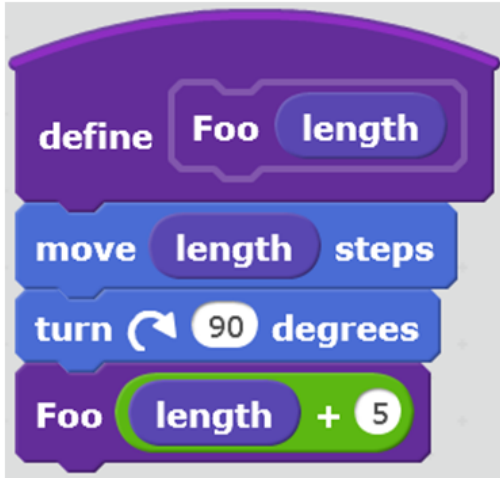 define Foo length
move length steps
turn 90 degrees
Foo length + 5